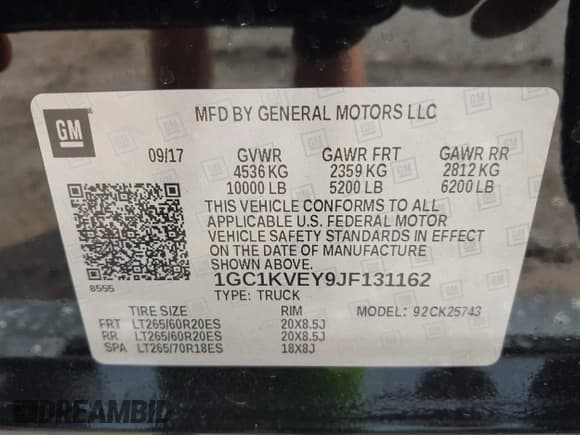 GM
MFD BY GENERAL MOTORS LLC
09/17 GVWR GAWR FRT GAWR RR
4536 KG 2359 KG 2812 KG
10000 LB 5200 LB 6200 LB
THIS VEHICLE CONFORMS TO ALL
APPLICABLE U.S. FEDERAL MOTOR
VEHICLE SAFETY STANDARDS IN EFFECT
ON THE DATE OF MANUFACTURE
SHOWN ABOVE.
8555
1GC1KVEY9JF131162
TYPE: TRUCK
TIRE SIZE RIM MODEL: 92CK25743
FRT LT265/60R20ES 20X8.5J
RR LT265/60R20ES 20X8.5J
SPA LT265/70R18ES 18X8J
DREAMBID